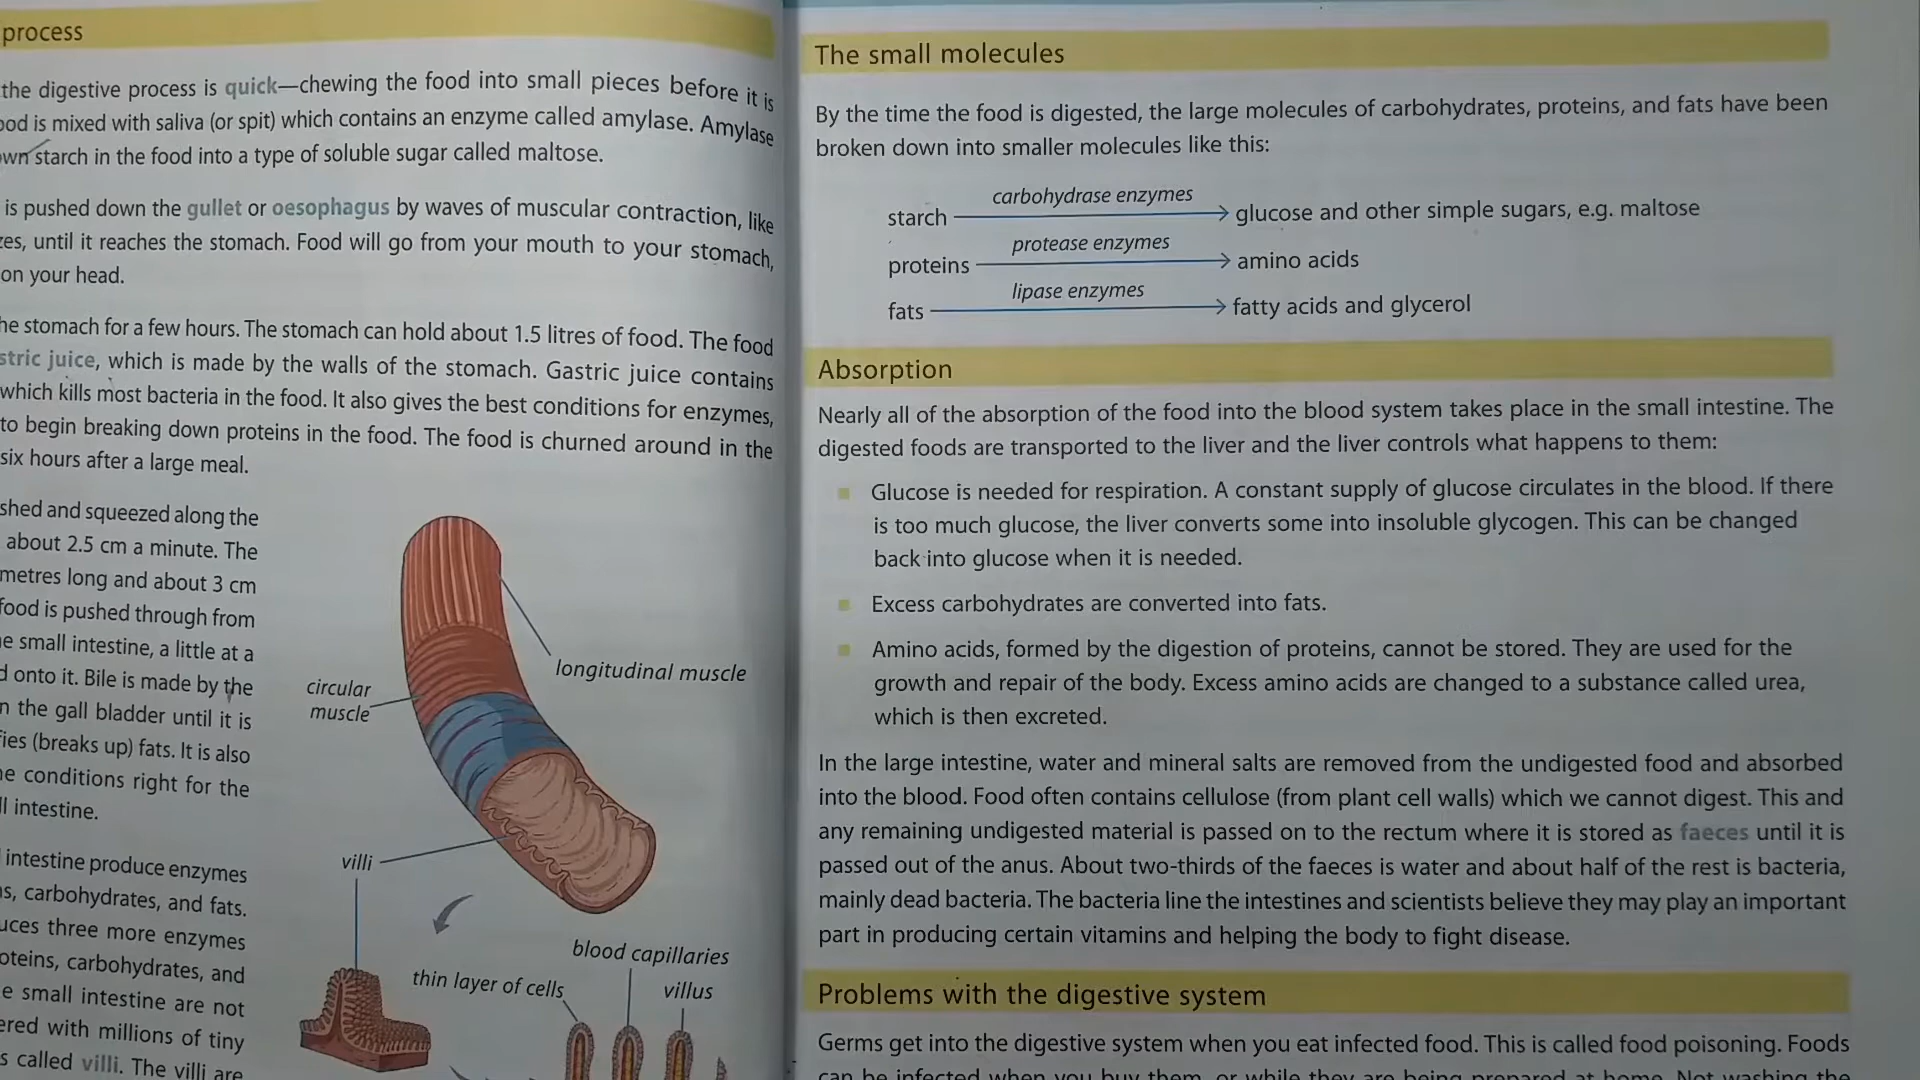 process
the digestive process is quick—chewing the food into small pieces before it is
is mixed with saliva (or spit) which contains an enzyme called amylase. Amylase
starch in the food into a type of soluble sugar called maltose.
is pushed down the gullet or oesophagus by waves of muscular contraction, like
until it reaches the stomach. Food will go from your mouth to your stomach,
on your head.
the stomach for a few hours. The stomach can hold about 1.5 litres of food. The food
juice, which is made by the walls of the stomach. Gastric juice contains
which kills most bacteria in the food. It also gives the best conditions for enzymes,
to begin breaking down proteins in the food. The food is churned around in the
six hours after a large meal.
and squeezed along the
about 2.5 cm a minute. The
metres long and about 3 cm
food is pushed through from
small intestine, a little at a
onto it. Bile is made by the
the gall bladder until it is
(breaks up) fats. It is also
conditions right for the
intestine.
intestine produce enzymes
carbohydrates, and fats.
three more enzymes
carbohydrates, and
small intestine are not
with millions of tiny
called villi. The villi are
longitudinal muscle
circular
muscle
villi
blood capillaries
thin layer of cells
villus
The small molecules
By the time the food is digested, the large molecules of carbohydrates, proteins, and fats have been
broken down into smaller molecules like this:
carbohydrase enzymes
starch → glucose and other simple sugars, e.g. maltose
protease enzymes
proteins → amino acids
lipase enzymes
fats → fatty acids and glycerol
Absorption
Nearly all of the absorption of the food into the blood system takes place in the small intestine. The
digested foods are transported to the liver and the liver controls what happens to them:
Glucose is needed for respiration. A constant supply of glucose circulates in the blood. If there
is too much glucose, the liver converts some into insoluble glycogen. This can be changed
back into glucose when it is needed.
Excess carbohydrates are converted into fats.
Amino acids, formed by the digestion of proteins, cannot be stored. They are used for the
growth and repair of the body. Excess amino acids are changed to a substance called urea,
which is then excreted.
In the large intestine, water and mineral salts are removed from the undigested food and absorbed
into the blood. Food often contains cellulose (from plant cell walls) which we cannot digest. This and
any remaining undigested material is passed on to the rectum where it is stored as faeces until it is
passed out of the anus. About two-thirds of the faeces is water and about half of the rest is bacteria,
mainly dead bacteria. The bacteria line the intestines and scientists believe they may play an important
part in producing certain vitamins and helping the body to fight disease.
Problems with the digestive system
Germs get into the digestive system when you eat infected food. This is called food poisoning. Foods
can be infected when you buy them, or while they are being prepared at home. Not washing the